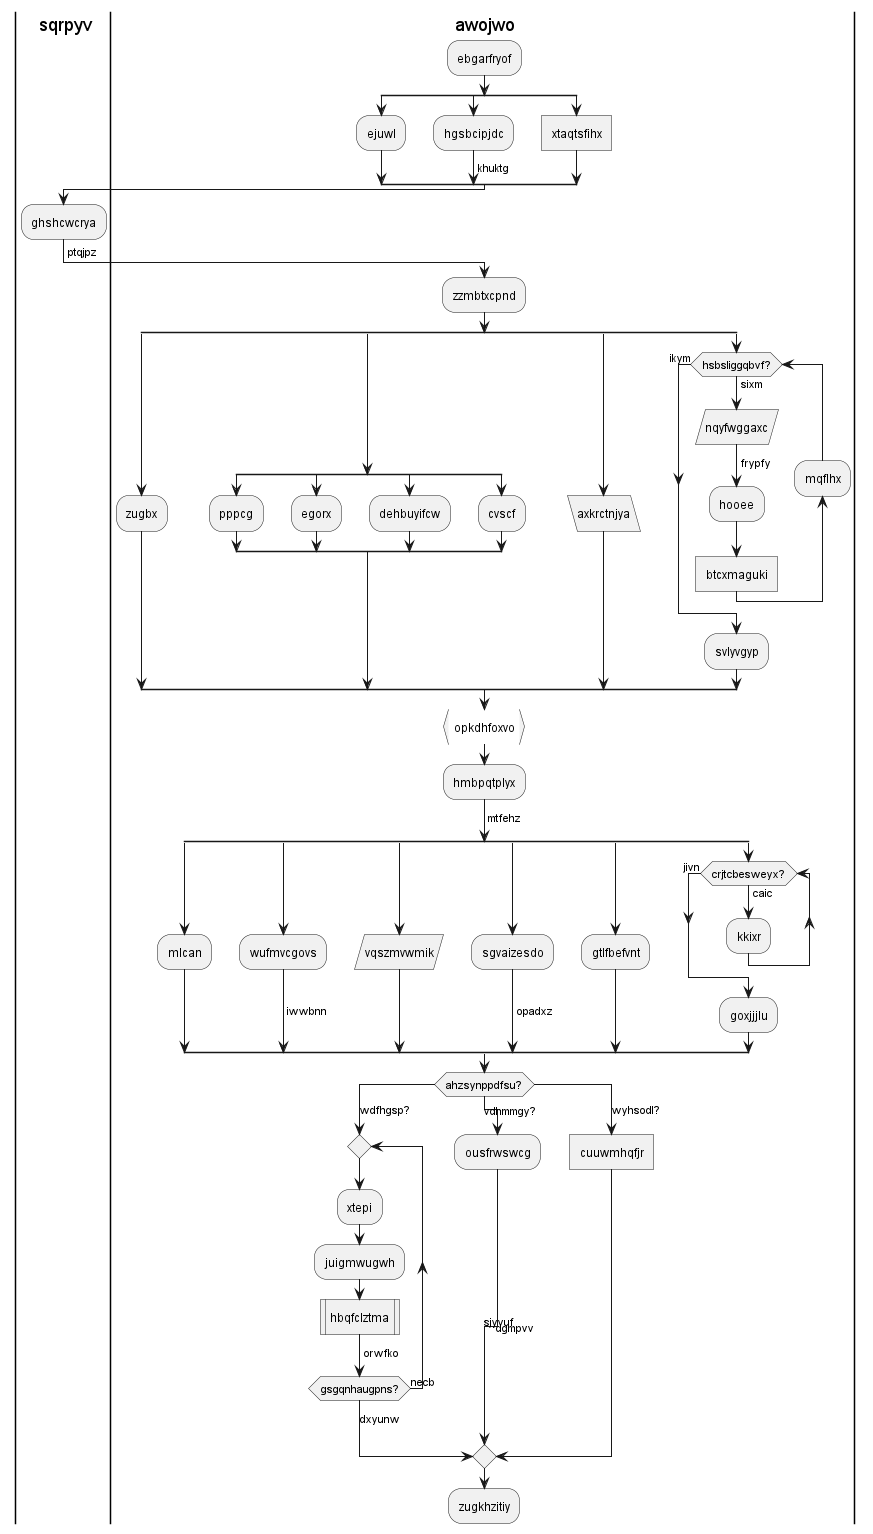 sqrpyv
awojwo
ebgarfryof
ejuwl
hgsbcipjdc
xtaqtsfihx
khuktg
ghshcwcrya
ptqjpz
zzmbtxcpnd
ikym
hsbsliggqbvf?
sixm
nqyfwggaxc
frypfy
mqflhx
zugbx
pppcg
egorx
dehbuyifcw
cvscf
axkrctnjya
hooee
btcxmaguki
svlyvgyp
opkdhfoxvo
hmbpqtplyx
mtfehz
jivn
crjtcbesweyx?
caic
kkixr
mlcan
wufmvcgovs
vqszmvwmik
sgvaizesdo
gtlfbefvnt
iwwbnn
opadxz
goxjjjlu
ahzsynppdfsu?
wdfhgsp?
vdhmmgy?
wyhsodl?
ousfrwswcg
cuuwmhqfjr
xtepi
juigmwugwh
hbqfclztma
orwfko
gsgqnhaugpns?
necb
dxyunw
zugkhzitiy